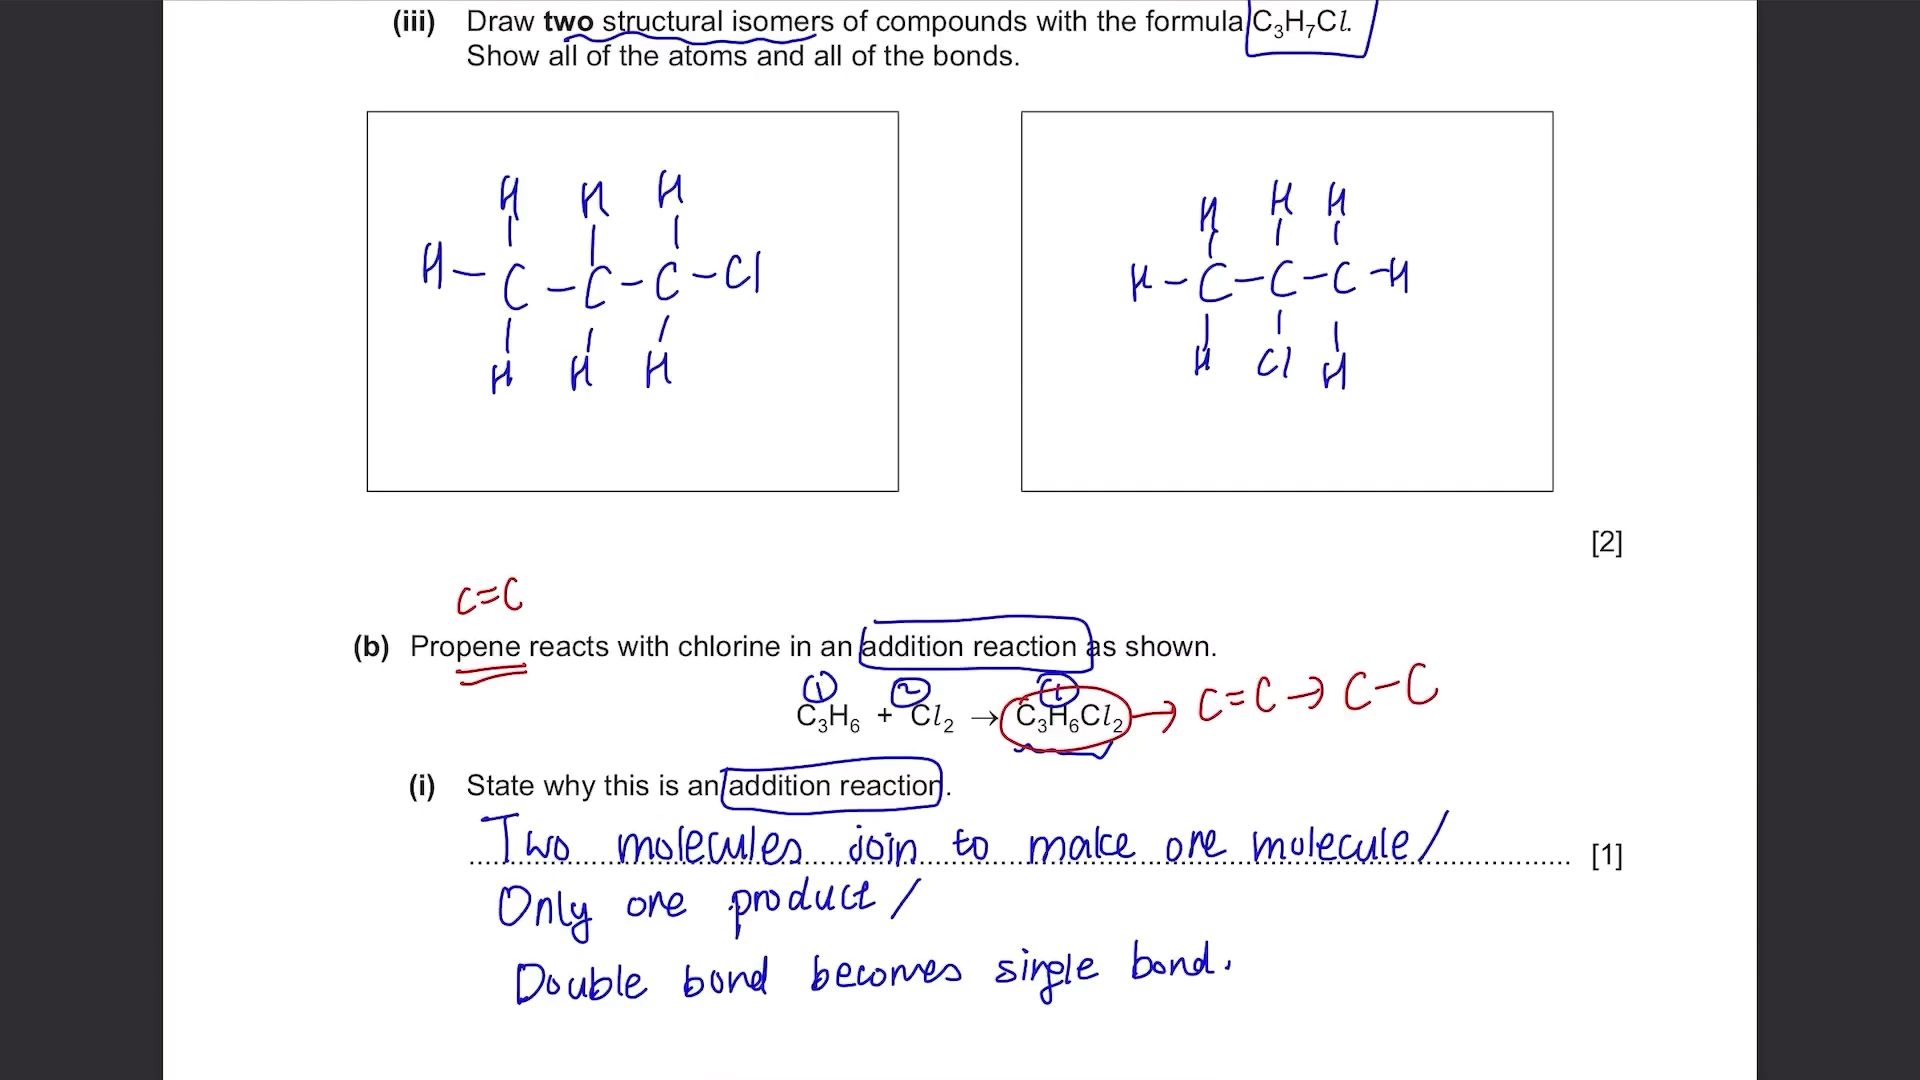 (iii) Draw two structural isomers of compounds with the formula C₃H₇Cl.
Show all of the atoms and all of the bonds.
H H H
H – C – C – C – Cl
H H H
H H H
H – C – C – C – H
H Cl H
[2]
C=C
(b) Propene reacts with chlorine in an addition reaction as shown.
① ② ①
C₃H₆ + Cl₂ → C₃H₆Cl₂ → C=C → C–C
(i) State why this is an addition reaction.
Two molecules join to make one molecule / [1]
Only one product /
Double bond becomes single bond.